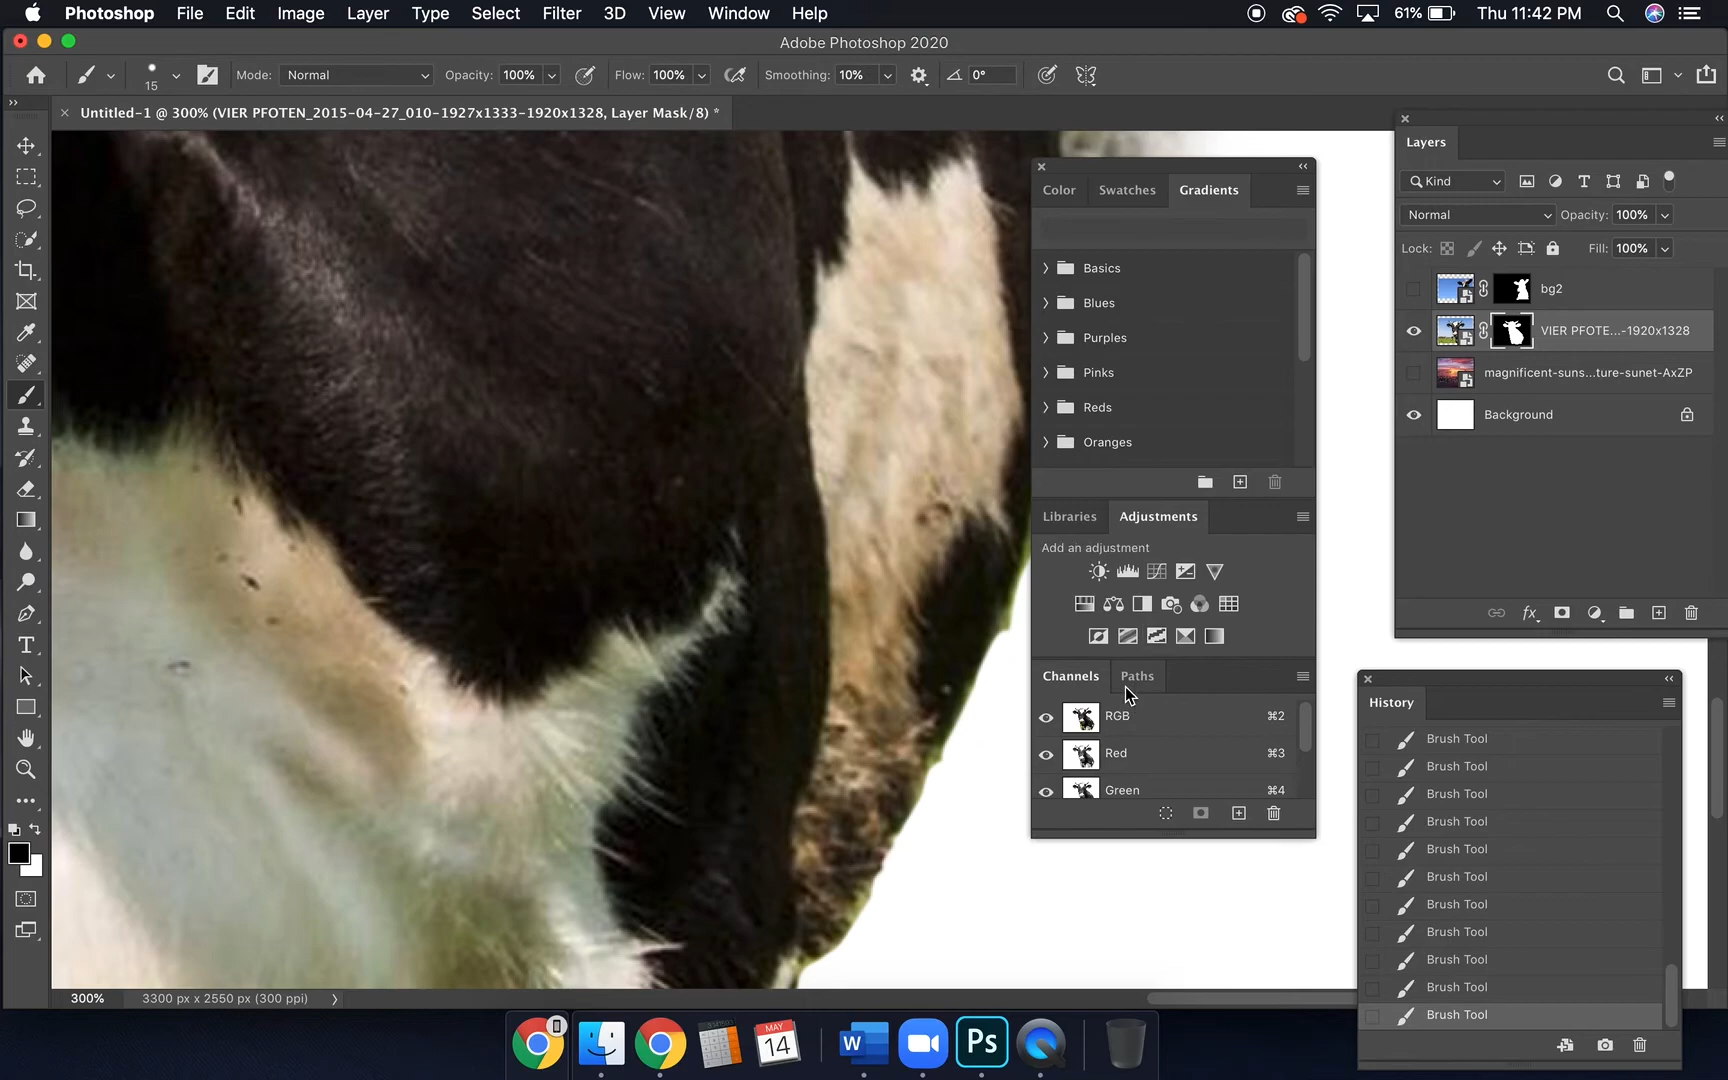 Photoshop File Edit Image Layer Type Select Filter 3D View Window Help 61% Thu 11:42 PM
Adobe Photoshop 2020
15 Mode: Normal Opacity: 100% Flow: 100% Smoothing: 10% 0°
Untitled-1 @ 300% (VIER PFOTEN_2015-04-27_010-1927x1333-1920x1328, Layer Mask/8) *
Color Swatches Gradients
Basics
Blues
Purples
Pinks
Reds
Oranges
Libraries Adjustments
Add an adjustment
Channels Paths
RGB ⌘2
Red ⌘3
Green ⌘4
Layers
Kind
Normal Opacity: 100%
Lock: Fill: 100%
bg2
VIER PFOTE...-1920x1328
magnificent-suns...ture-sunet-AxZP
Background
History
Brush Tool
Brush Tool
Brush Tool
Brush Tool
Brush Tool
Brush Tool
Brush Tool
Brush Tool
Brush Tool
Brush Tool
Brush Tool
300% 3300 px x 2550 px (300 ppi)
MAY
14
W
Ps